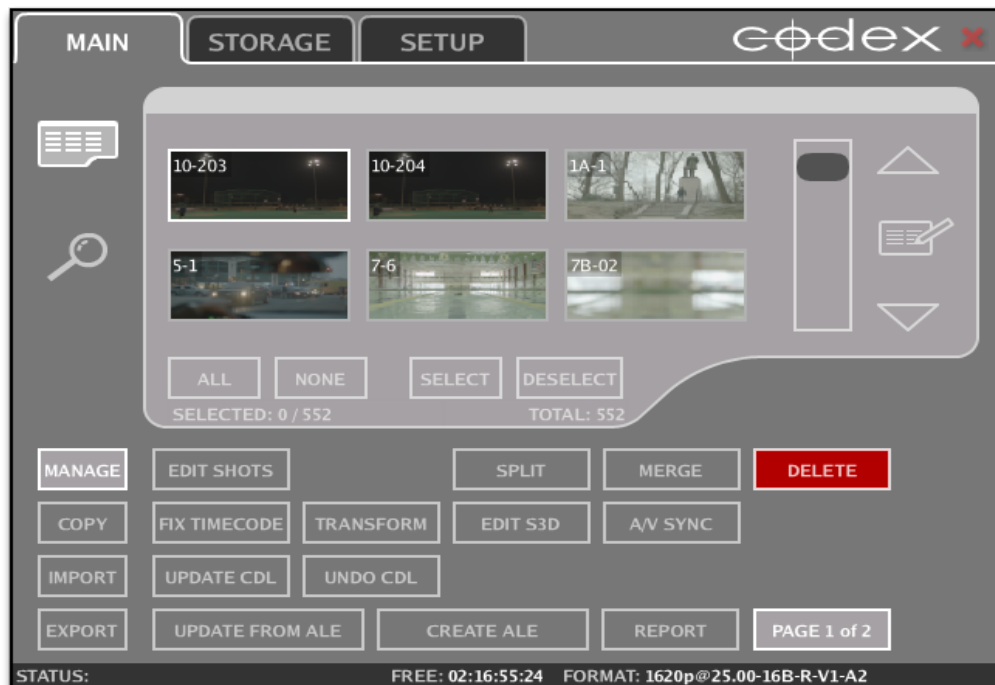 MAIN STORAGE SETUP codex
10-203 10-204 1A-1
5-1 7-6 7B-02
ALL NONE SELECT DESELECT
SELECTED: 0 / 552 TOTAL: 552
MANAGE EDIT SHOTS SPLIT MERGE DELETE
COPY FIX TIMECODE TRANSFORM EDIT S3D A/V SYNC
IMPORT UPDATE CDL UNDO CDL
EXPORT UPDATE FROM ALE CREATE ALE REPORT PAGE 1 of 2
STATUS: FREE: 02:16:55:24 FORMAT: 1620p@25.00-16B-R-V1-A2